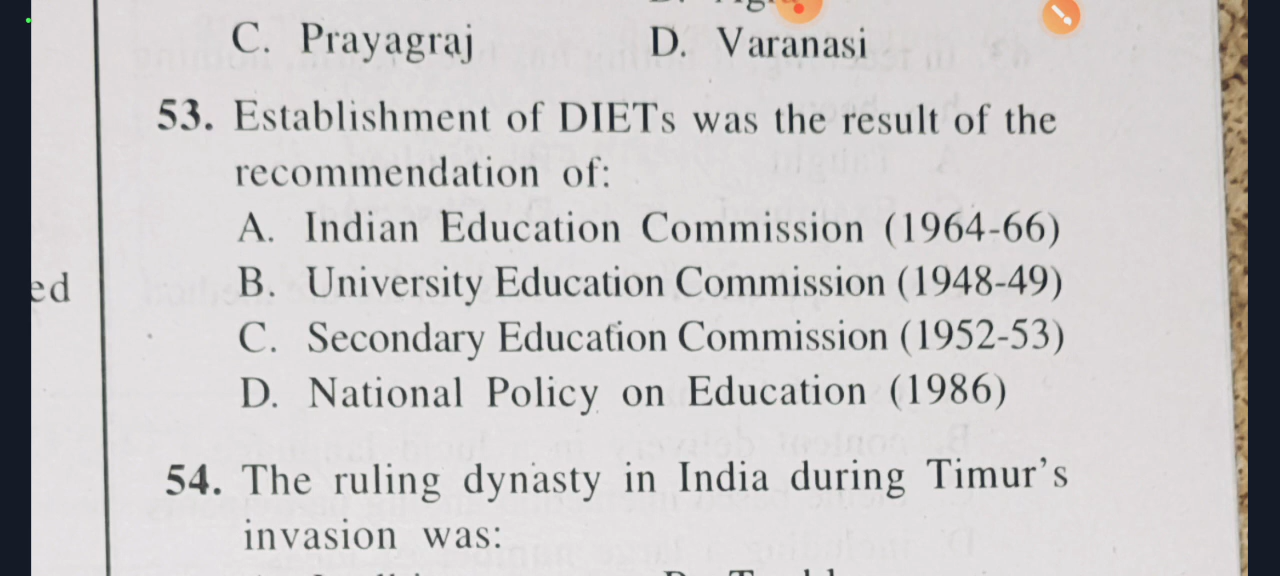 C. Prayagraj D. Varanasi
53. Establishment of DIETs was the result of the
recommendation of:
A. Indian Education Commission (1964-66)
ed
B. University Education Commission (1948-49)
C. Secondary Education Commission (1952-53)
D. National Policy on Education (1986)
54. The ruling dynasty in India during Timur's
invasion was: